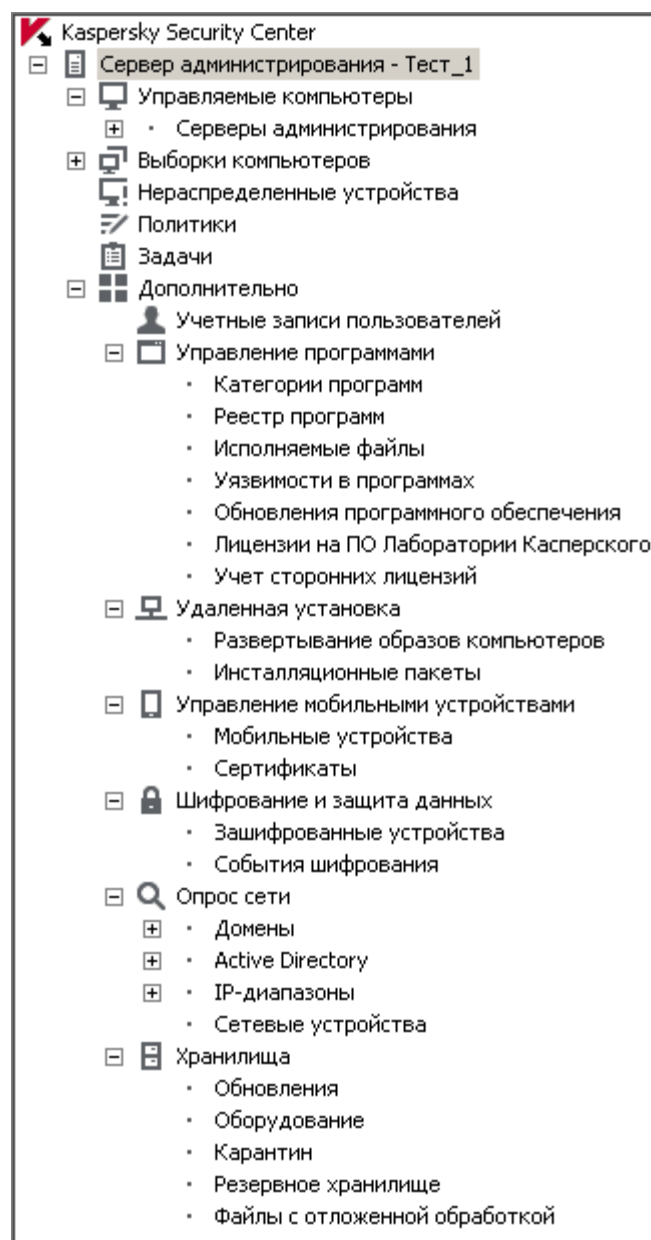 Kaspersky Security Center
Сервер администрирования - Тест_1
Управляемые компьютеры
Серверы администрирования
Выборки компьютеров
Нераспределенные устройства
Политики
Задачи
Дополнительно
Учетные записи пользователей
Управление программами
Категории программ
Реестр программ
Исполняемые файлы
Уязвимости в программах
Обновления программного обеспечения
Лицензии на ПО Лаборатории Касперского
Учет сторонних лицензий
Удаленная установка
Развертывание образов компьютеров
Инсталляционные пакеты
Управление мобильными устройствами
Мобильные устройства
Сертификаты
Шифрование и защита данных
Зашифрованные устройства
События шифрования
Опрос сети
Домены
Active Directory
IP-диапазоны
Сетевые устройства
Хранилища
Обновления
Оборудование
Карантин
Резервное хранилище
Файлы с отложенной обработкой